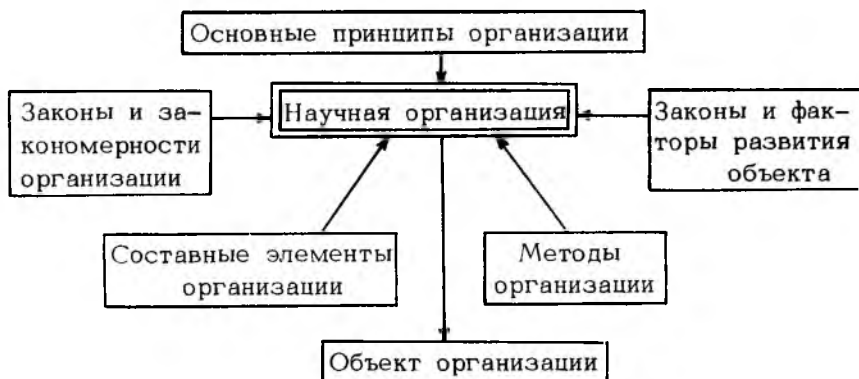 Основные принципы организации
Законы и за-
кономерности
организации
Научная организация
Законы и фак-
торы развития
объекта
Составные элементы
организации
Методы
организации
Объект организации